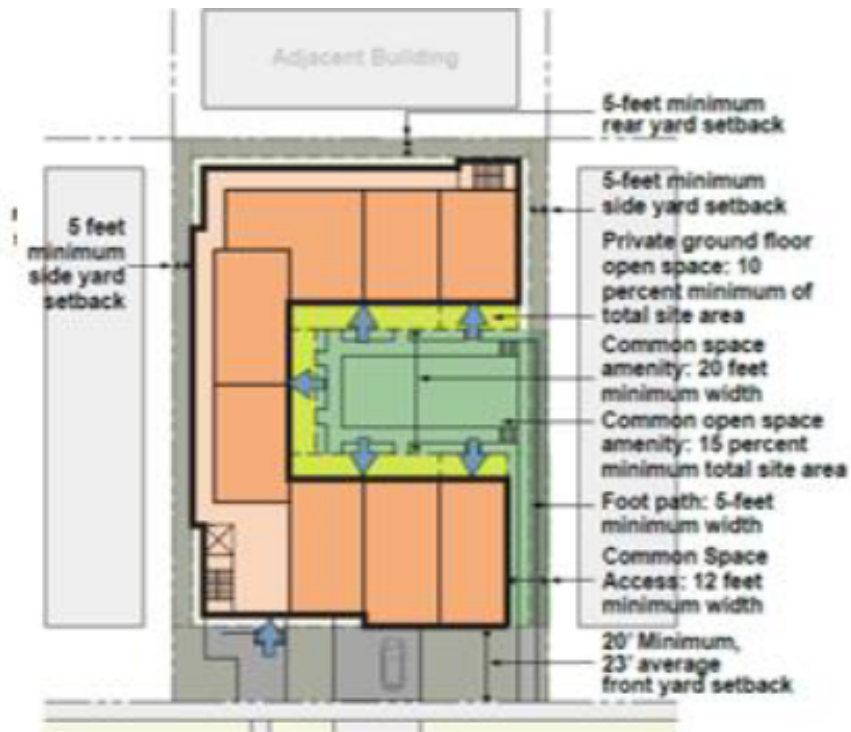 Adjacent Building
5-feet minimum
rear yard setback
5-feet minimum
side yard setback
5 feet
minimum
side yard
setback
Private ground floor
open space: 10
percent minimum of
total site area
Common space
amenity: 20 feet
minimum width
Common open space
amenity: 15 percent
minimum total site area
Foot path: 5-feet
minimum width
Common Space
Access: 12 feet
minimum width
20' Minimum,
23' average
front yard setback